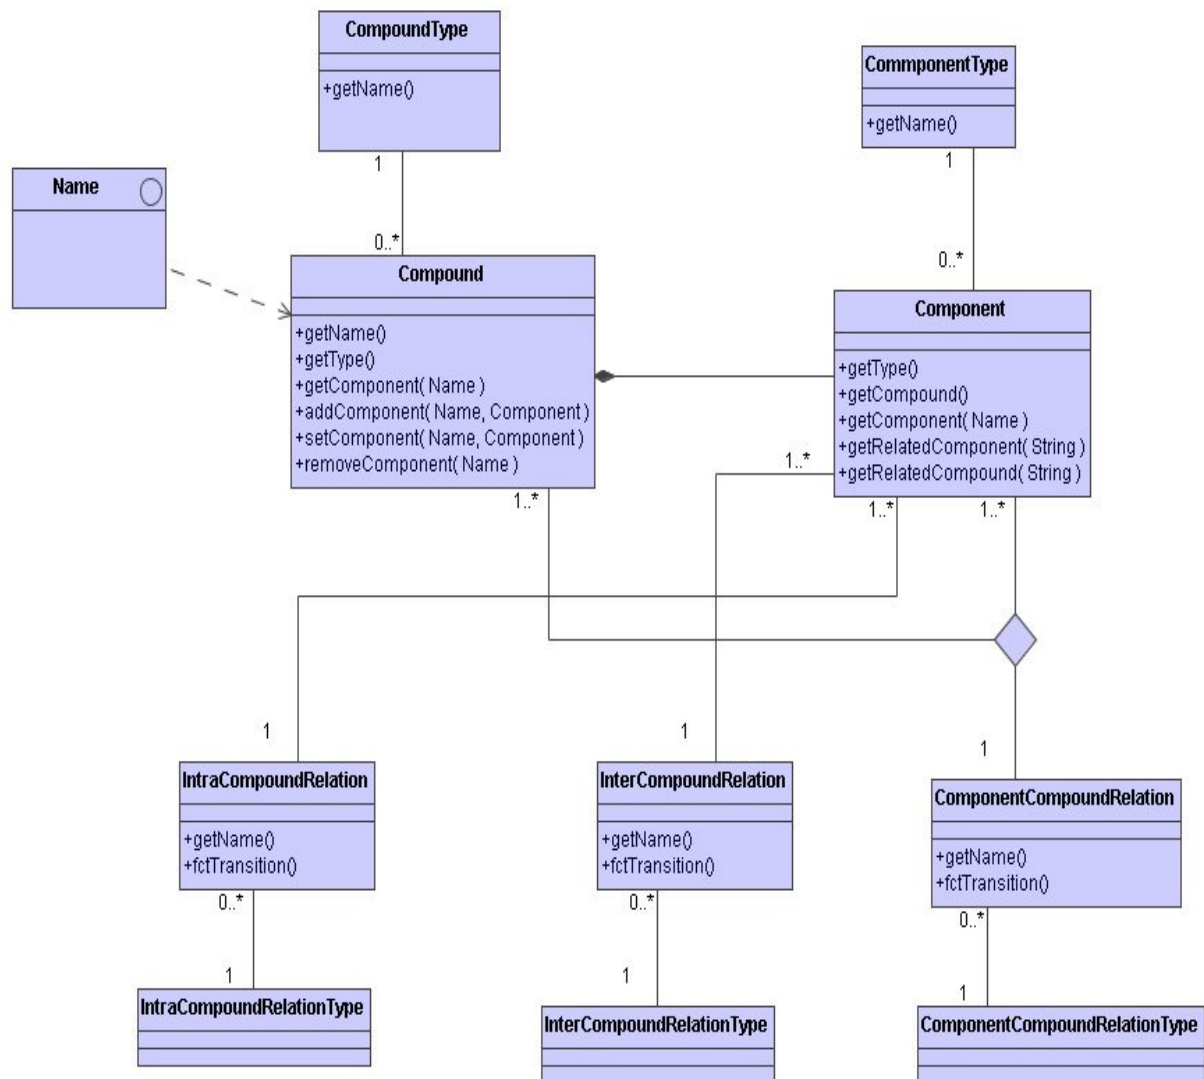 CompoundType
+getName()
1
0..*
CommponentType
+getName()
1
0..*
Name
Compound
+getName()
+getType()
+getComponent( Name )
+addComponent( Name, Component )
+setComponent( Name, Component )
+removeComponent( Name )
1..*
Component
+getType()
+getCompound()
+getComponent( Name )
+getRelatedComponent( String )
+getRelatedCompound( String )
1..*
1..*
1..*
1
IntraCompoundRelation
+getName()
+fctTransition()
0..*
1
IntraCompoundRelationType
1
InterCompoundRelation
+getName()
+fctTransition()
0..*
1
InterCompoundRelationType
1
ComponentCompoundRelation
+getName()
+fctTransition()
0..*
1
ComponentCompoundRelationType